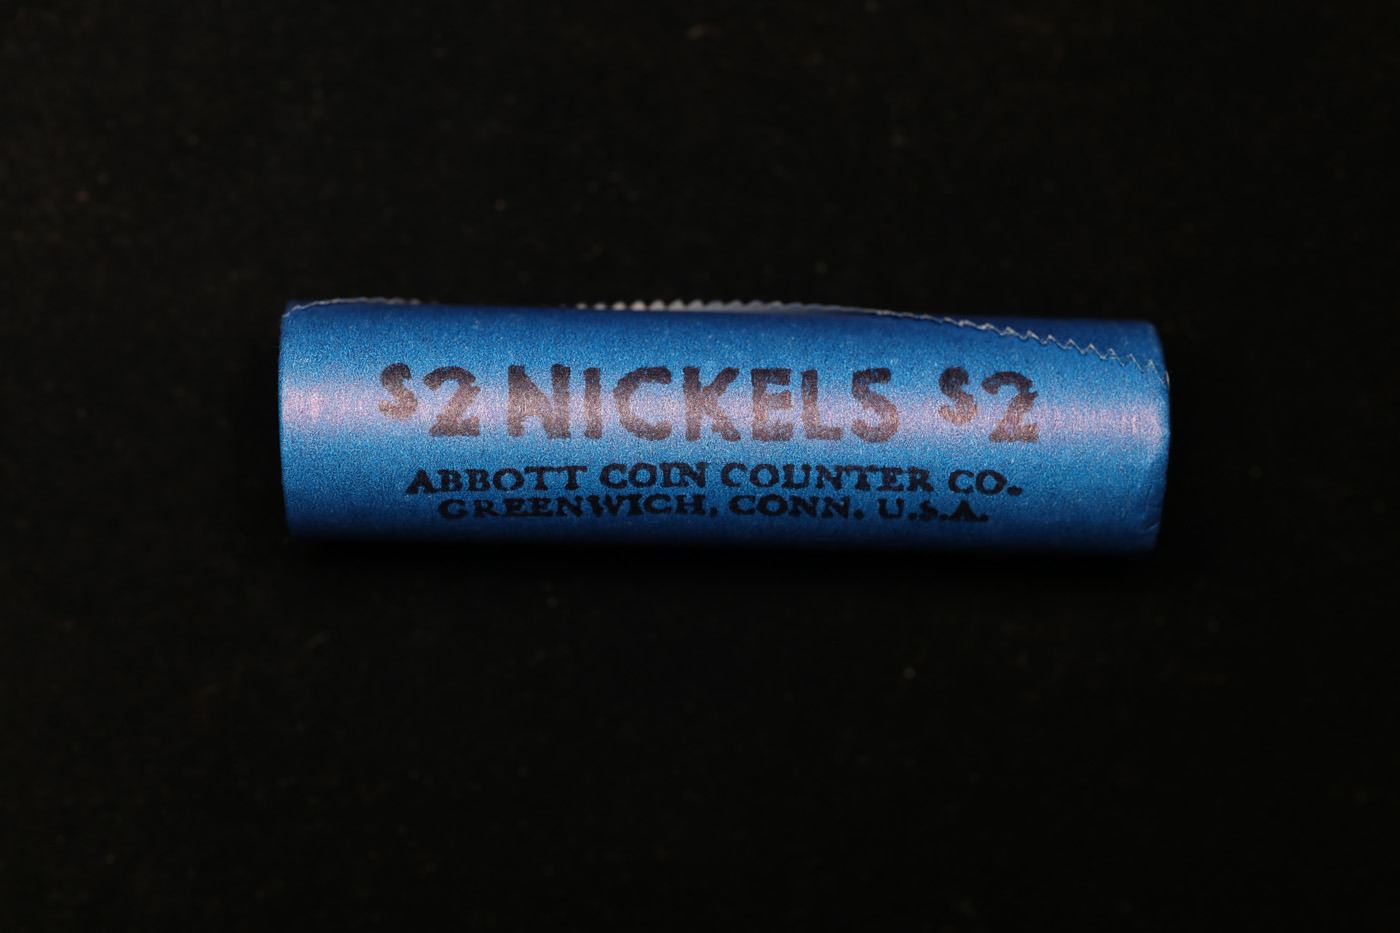 $2 NICKELS $2
ABBOTT COIN COUNTER CO.
GREENWICH, CONN. U.S.A.